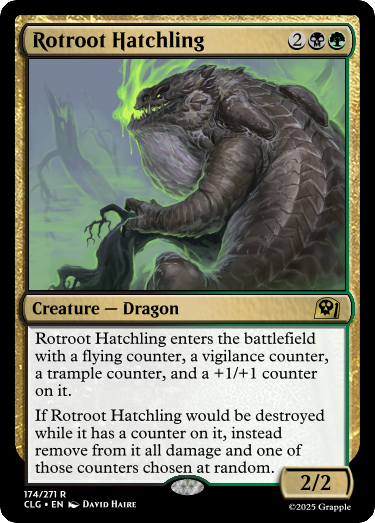 Rotroot Hatchling 2
Creature — Dragon
Rotroot Hatchling enters the battlefield
with a flying counter, a vigilance counter,
a trample counter, and a +1/+1 counter
on it.
If Rotroot Hatchling would be destroyed
while it has a counter on it, instead
remove from it all damage and one of
those counters chosen at random.
2/2
174/271 R
CLG • EN DAVID HAIRE
©2025 Grapple